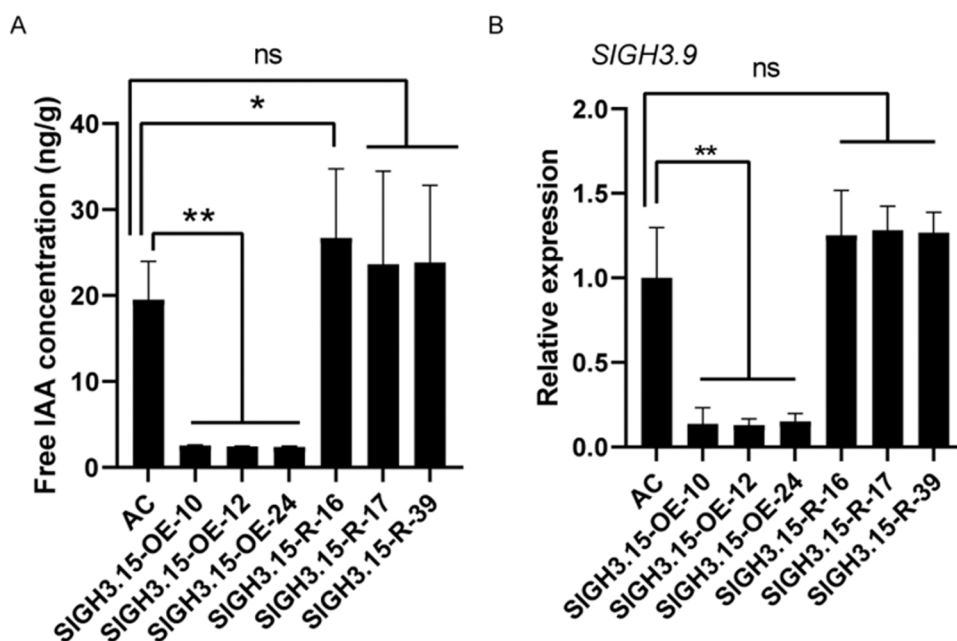 A
ns
*
**
Free IAA concentration (ng/g)
40
30
20
10
0
AC
SlGH3.15-OE-10
SlGH3.15-OE-12
SlGH3.15-OE-24
SlGH3.15-R-16
SlGH3.15-R-17
SlGH3.15-R-39
B
SlGH3.9
ns
**
Relative expression
2.0
1.5
1.0
0.5
0.0
AC
SlGH3.15-OE-10
SlGH3.15-OE-12
SlGH3.15-OE-24
SlGH3.15-R-16
SlGH3.15-R-17
SlGH3.15-R-39